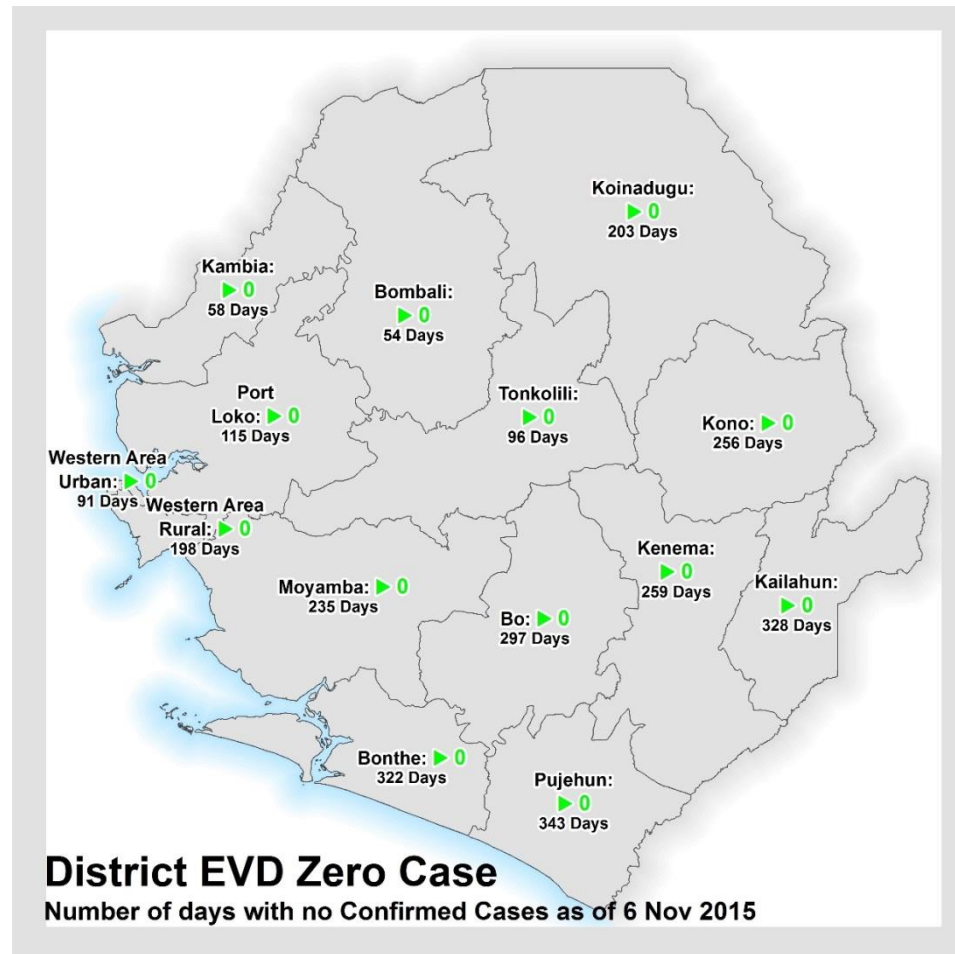 Koinadugu:
▶ 0
203 Days
Kambia:
▶ 0
58 Days
Bombali:
▶ 0
54 Days
Port
Loko: ▶ 0
115 Days
Tonkolili:
▶ 0
96 Days
Kono: ▶ 0
256 Days
Western Area
Urban: ▶ 0
91 Days
Western Area
Rural: ▶ 0
198 Days
Kenema:
▶ 0
259 Days
Kailahun:
▶ 0
328 Days
Moyamba: ▶ 0
235 Days
Bo: ▶ 0
297 Days
Bonthe: ▶ 0
322 Days
Pujehun:
▶ 0
343 Days
District EVD Zero Case
Number of days with no Confirmed Cases as of 6 Nov 2015